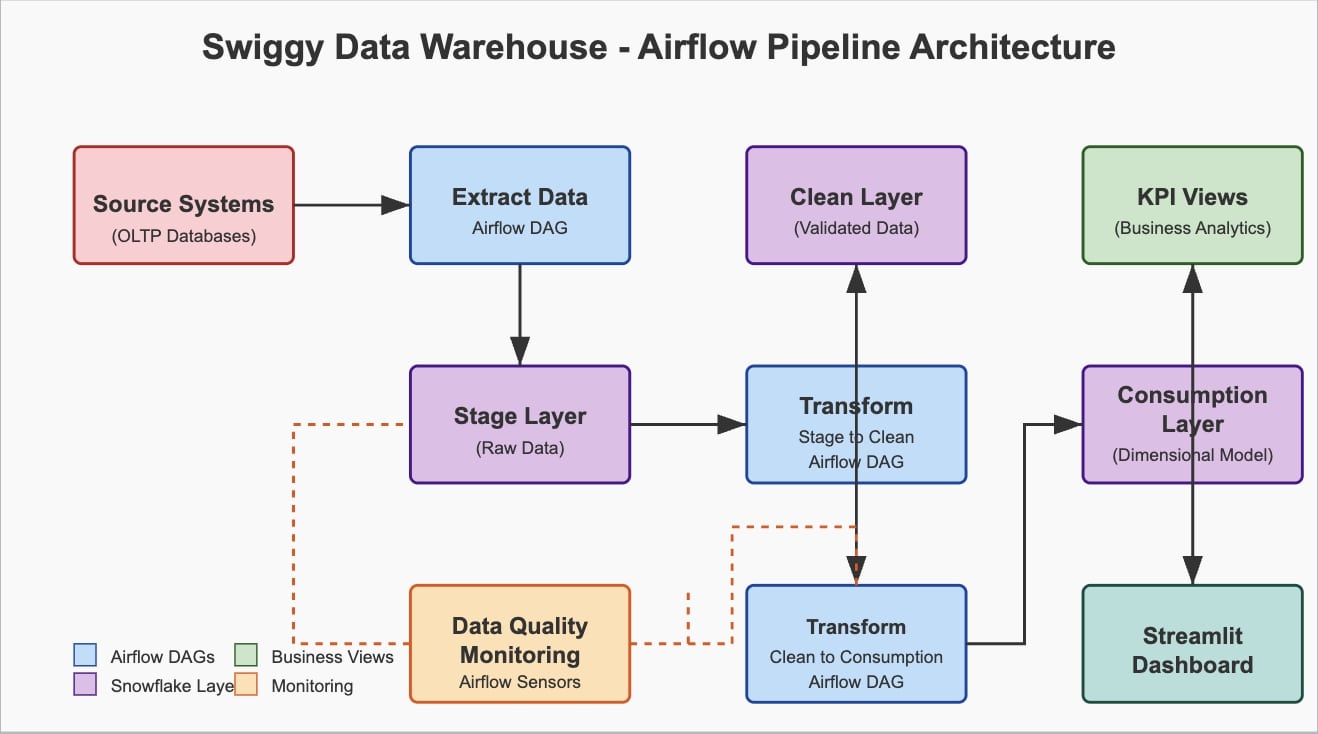 Swiggy Data Warehouse - Airflow Pipeline Architecture
Source Systems
(OLTP Databases)
Extract Data
Airflow DAG
Clean Layer
(Validated Data)
KPI Views
(Business Analytics)
Stage Layer
(Raw Data)
Transform
Stage to Clean
Airflow DAG
Consumption
Layer
(Dimensional Model)
Data Quality
Monitoring
Airflow Sensors
Transform
Clean to Consumption
Airflow DAG
Streamlit
Dashboard
Airflow DAGs
Business Views
Snowflake Laye
Monitoring